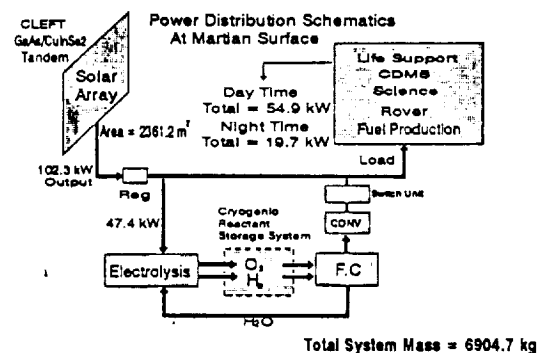 Power Distribution Schematics
At Martian Surface
CLEFT
GaAs/CuInSe2
Tandem
Solar
Array
Area = 2361.2 m²
102.3 kW
Output
Reg
Day Time
Total = 54.9 kW
Night Time
Total = 19.7 kW
Life Support
CDMS
Science
Rover
Fuel Production
Load
Switch Unit
CONV
47.4 kW
Cryogenic
Reactant
Storage System
Electrolysis
O2
H2
F.C
H2O
Total System Mass = 6904.7 kg